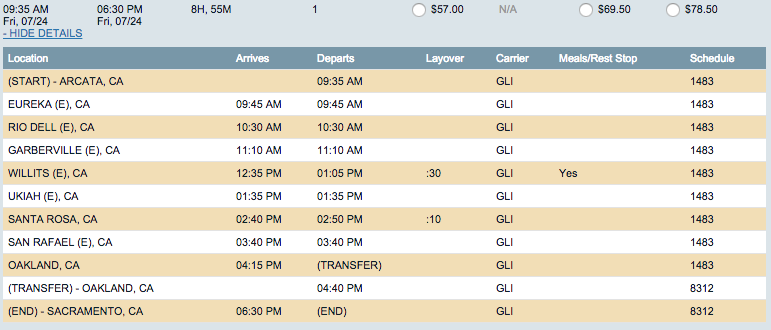 09:35 AM 06:30 PM 8H, 55M 1 $57.00 N/A $69.50 $78.50
Fri, 07/24 Fri, 07/24
- HIDE DETAILS
Location Arrives Departs Layover Carrier Meals/Rest Stop Schedule
(START) - ARCATA, CA 09:35 AM GLI 1483
EUREKA (E), CA 09:45 AM 09:45 AM GLI 1483
RIO DELL (E), CA 10:30 AM 10:30 AM GLI 1483
GARBERVILLE (E), CA 11:10 AM 11:10 AM GLI 1483
WILLITS (E), CA 12:35 PM 01:05 PM :30 GLI Yes 1483
UKIAH (E), CA 01:35 PM 01:35 PM GLI 1483
SANTA ROSA, CA 02:40 PM 02:50 PM :10 GLI 1483
SAN RAFAEL (E), CA 03:40 PM 03:40 PM GLI 1483
OAKLAND, CA 04:15 PM (TRANSFER) GLI 1483
(TRANSFER) - OAKLAND, CA 04:40 PM GLI 8312
(END) - SACRAMENTO, CA 06:30 PM (END) GLI 8312